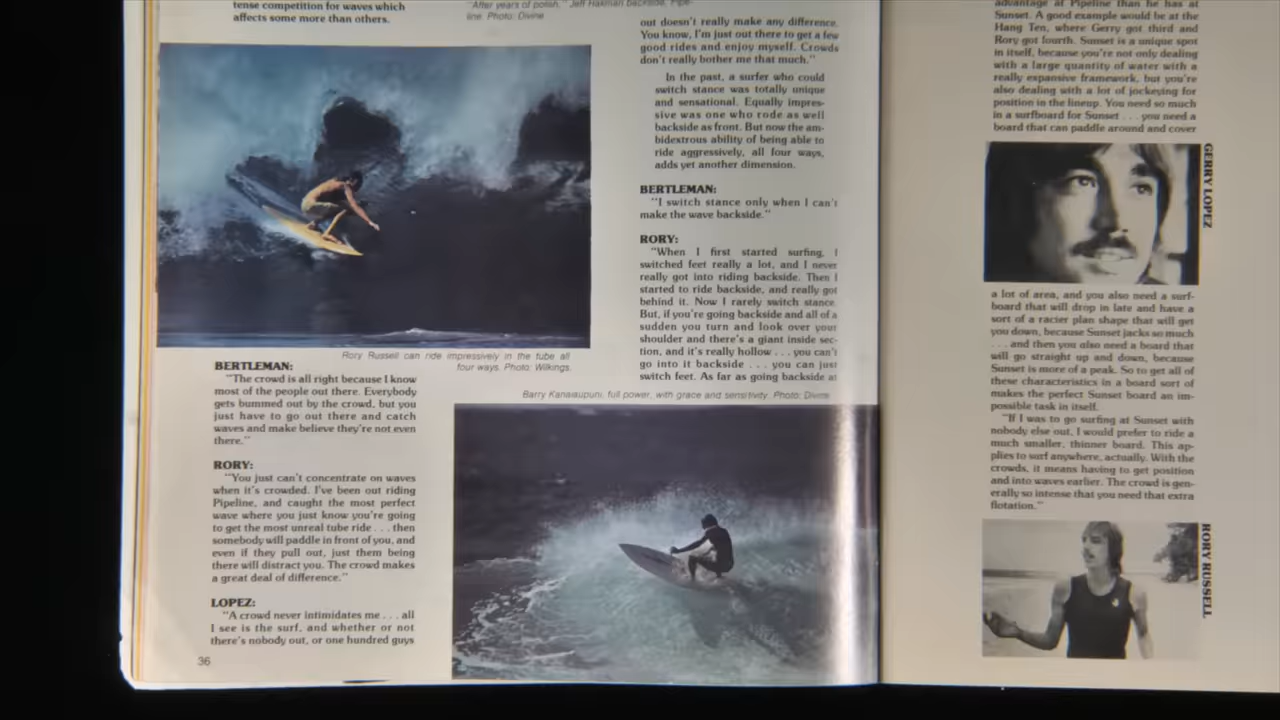 tense competition for waves which
affects some more than others.
"After years of polish." Jeff Hakman backside, Pipe-
line. Photo: Divine
Rory Russell can ride impressively in the tube all
four ways. Photo: Wilkings.
BERTLEMAN:
"The crowd is all right because I know
most of the people out there. Everybody
gets bummed out by the crowd, but you
just have to go out there and catch
waves and make believe they're not even
there."
RORY:
"You just can't concentrate on waves
when it's crowded. I've been out riding
Pipeline, and caught the most perfect
wave where you just know you're going
to get the most unreal tube ride . . . then
somebody will paddle in front of you, and
even if they pull out, just them being
there will distract you. The crowd makes
a great deal of difference."
LOPEZ:
"A crowd never intimidates me . . . all
I see is the surf, and whether or not
there's nobody out, or one hundred guys
36
out doesn't really make any difference.
You know, I'm just out there to get a few
good rides and enjoy myself. Crowds
don't really bother me that much."
In the past, a surfer who could
switch stance was totally unique
and sensational. Equally impres-
sive was one who rode as well
backside as front. But now the am-
bidextrous ability of being able to
ride aggressively, all four ways,
adds yet another dimension.
BERTLEMAN:
"I switch stance only when I can't
make the wave backside."
RORY:
"When I first started surfing, I
switched feet really a lot, and I never
really got into riding backside. Then I
started to ride backside, and really got
behind it. Now I rarely switch stance.
But, if you're going backside and all of a
sudden you turn and look over your
shoulder and there's a giant inside sec-
tion, and it's really hollow . . . you can't
go into it backside . . . you can just
switch feet. As far as going backside at
Barry Kanaiaupuni, full power, with grace and sensitivity. Photo: Divine
advantage at Pipeline than he has at
Sunset. A good example would be at the
Hang Ten, where Gerry got third and
Rory got fourth. Sunset is a unique spot
in itself, because you're not only dealing
with a large quantity of water with a
really expansive framework, but you're
also dealing with a lot of jockeying for
position in the lineup. You need so much
in a surfboard for Sunset . . . you need a
board that can paddle around and cover
GERRY LOPEZ
a lot of area, and you also need a surf-
board that will drop in late and have a
sort of a racier plan shape that will get
you down, because Sunset jacks so much
. . . and then you also need a board that
will go straight up and down, because
Sunset is more of a peak. So to get all of
these characteristics in a board sort of
makes the perfect Sunset board an im-
possible task in itself.
"If I was to go surfing at Sunset with
nobody else out, I would prefer to ride a
much smaller, thinner board. This ap-
plies to surf anywhere, actually. With the
crowds, it means having to get position
and into waves earlier. The crowd is gen-
erally so intense that you need that extra
flotation."
RORY RUSSELL